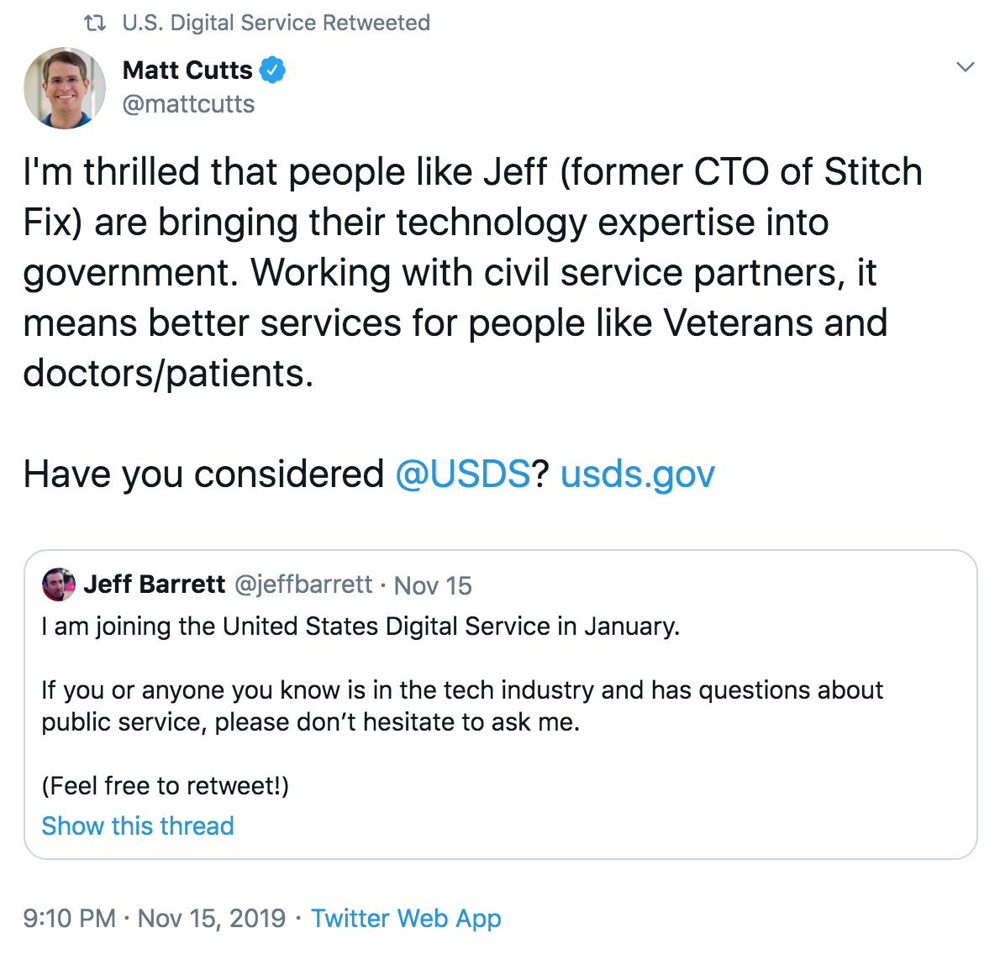 U.S. Digital Service Retweeted
Matt Cutts
@mattcutts
I'm thrilled that people like Jeff (former CTO of Stitch
Fix) are bringing their technology expertise into
government. Working with civil service partners, it
means better services for people like Veterans and
doctors/patients.
Have you considered @USDS? usds.gov
Jeff Barrett @jeffbarrett · Nov 15
I am joining the United States Digital Service in January.
If you or anyone you know is in the tech industry and has questions about
public service, please don’t hesitate to ask me.
(Feel free to retweet!)
Show this thread
9:10 PM · Nov 15, 2019 · Twitter Web App